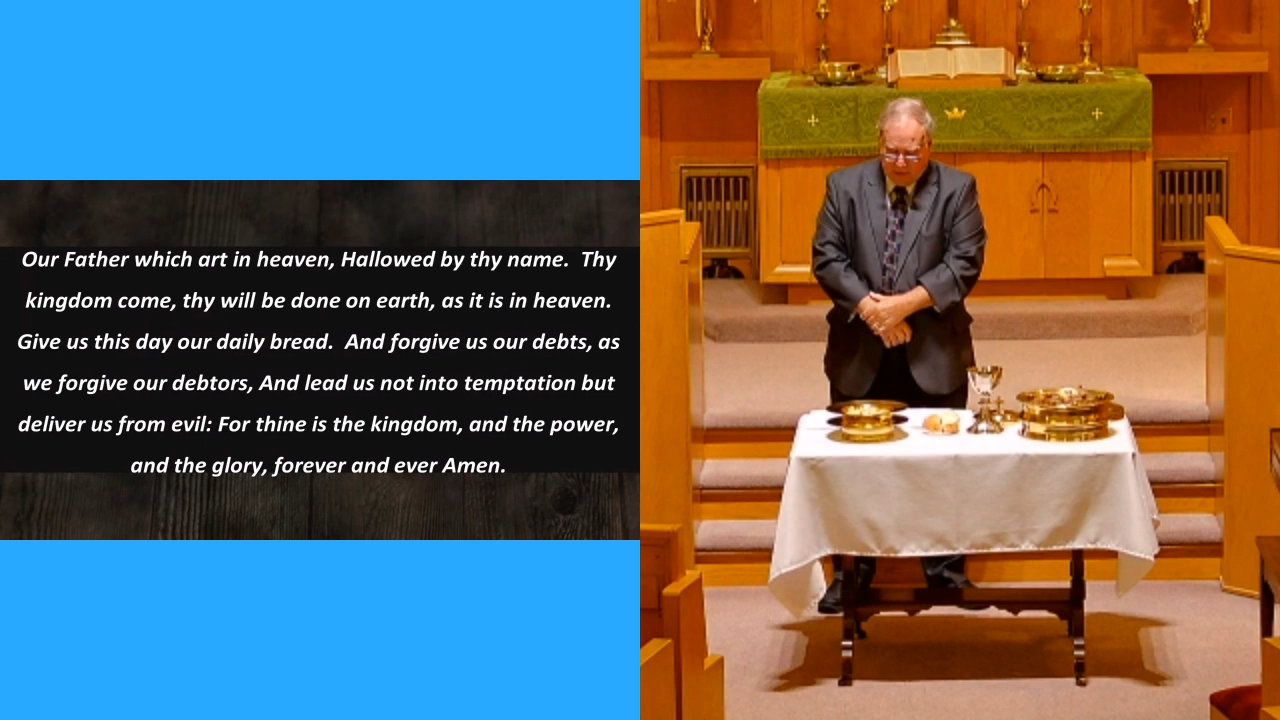 Our Father which art in heaven, Hallowed by thy name.  Thy
kingdom come, thy will be done on earth, as it is in heaven.
Give us this day our daily bread.  And forgive us our debts, as
we forgive our debtors, And lead us not into temptation but
deliver us from evil: For thine is the kingdom, and the power,
and the glory, forever and ever Amen.